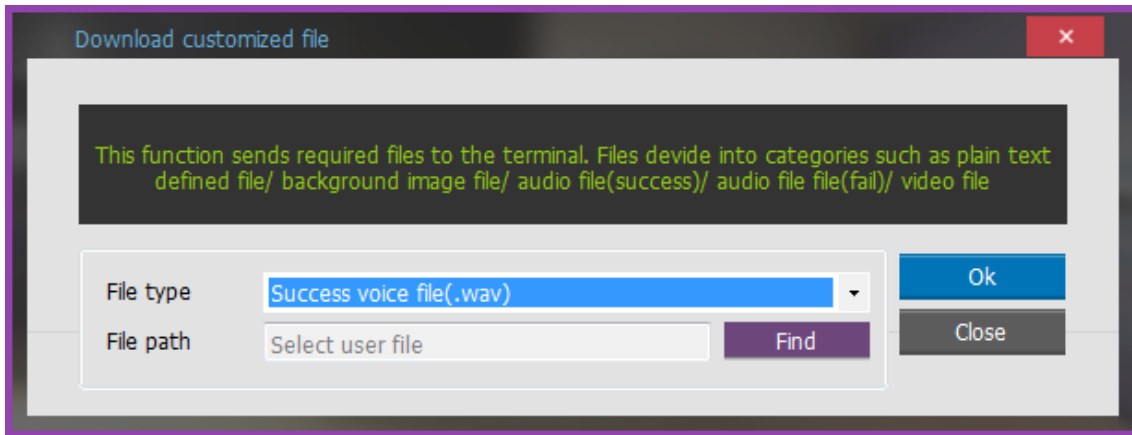 Download customized file
This function sends required files to the terminal. Files devide into categories such as plain text
defined file/ background image file/ audio file(success)/ audio file file(fail)/ video file
File type
Success voice file(.wav)
Ok
File path
Select user file
Find
Close